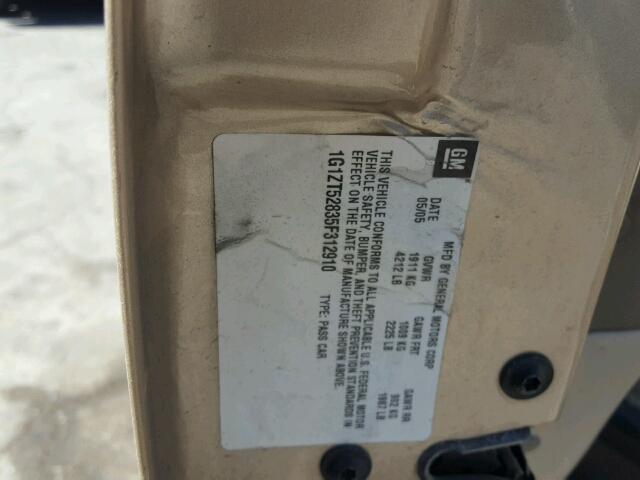 GM
MFD BY GENERAL MOTORS CORP
DATE GVWR GAWR FRT GAWR RR
05/05 1911 KG 1009 KG 902 KG
4212 LB 2225 LB 1987 LB
THIS VEHICLE CONFORMS TO ALL APPLICABLE U.S. FEDERAL MOTOR
VEHICLE SAFETY, BUMPER, AND THEFT PREVENTION STANDARDS IN
EFFECT ON THE DATE OF MANUFACTURE SHOWN ABOVE.
1G1ZT52835F312910 TYPE: PASS CAR